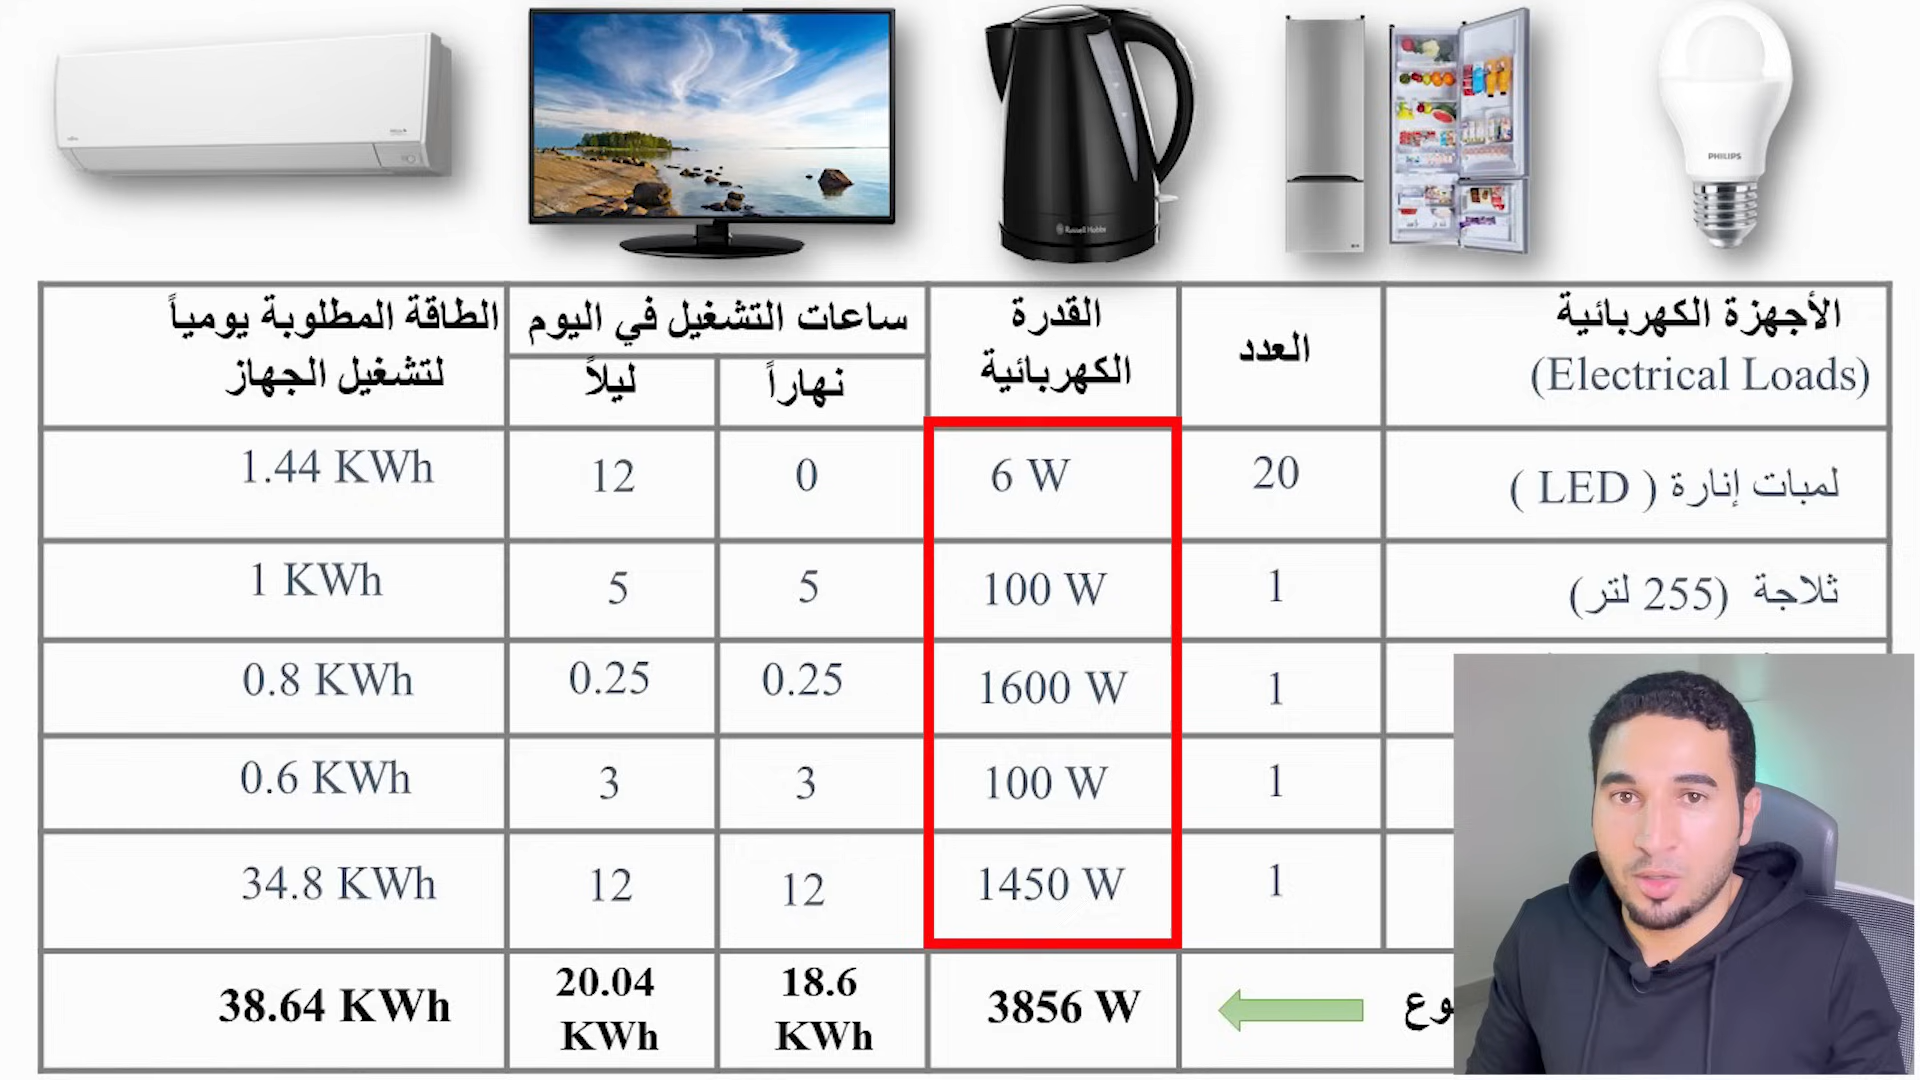 PHILIPS
Russell Hobbs
الأجهزة الكهربائية
(Electrical Loads)
العدد
القدرة
الكهربائية
ساعات التشغيل في اليوم
نهاراً
ليلاً
الطاقة المطلوبة يومياً
لتشغيل الجهاز
لمبات إنارة ( LED )
20
6 W
0
12
1.44 KWh
ثلاجة (255 لتر)
1
100 W
5
5
1 KWh
1
1600 W
0.25
0.25
0.8 KWh
1
100 W
3
3
0.6 KWh
1
1450 W
12
12
34.8 KWh
3856 W
18.6
KWh
20.04
KWh
38.64 KWh